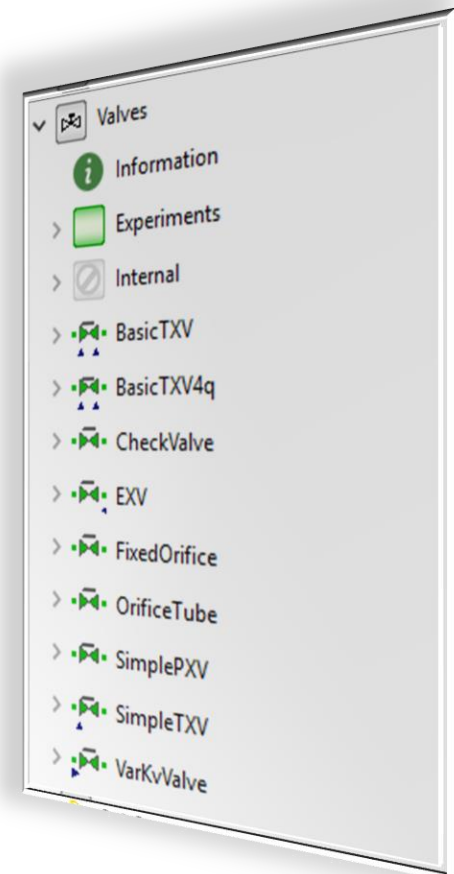 Valves
Information
Experiments
Internal
BasicTXV
BasicTXV4q
CheckValve
EXV
FixedOrifice
OrificeTube
SimplePXV
SimpleTXV
VarKvValve